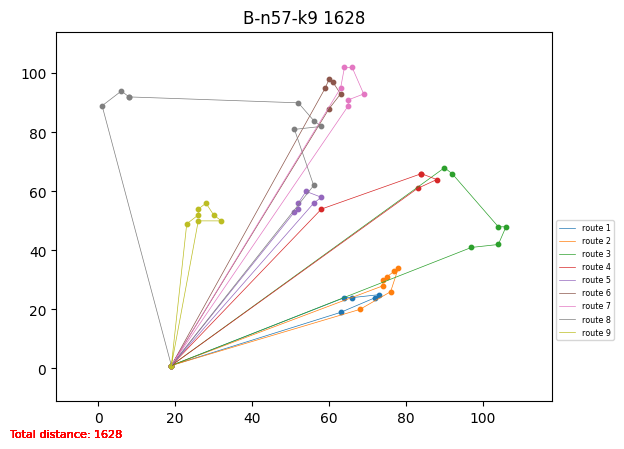 B-n57-k9 1628
100
80
60
40
20
0
0 20 40 60 80 100
route 1
route 2
route 3
route 4
route 5
route 6
route 7
route 8
route 9
Total distance: 1628